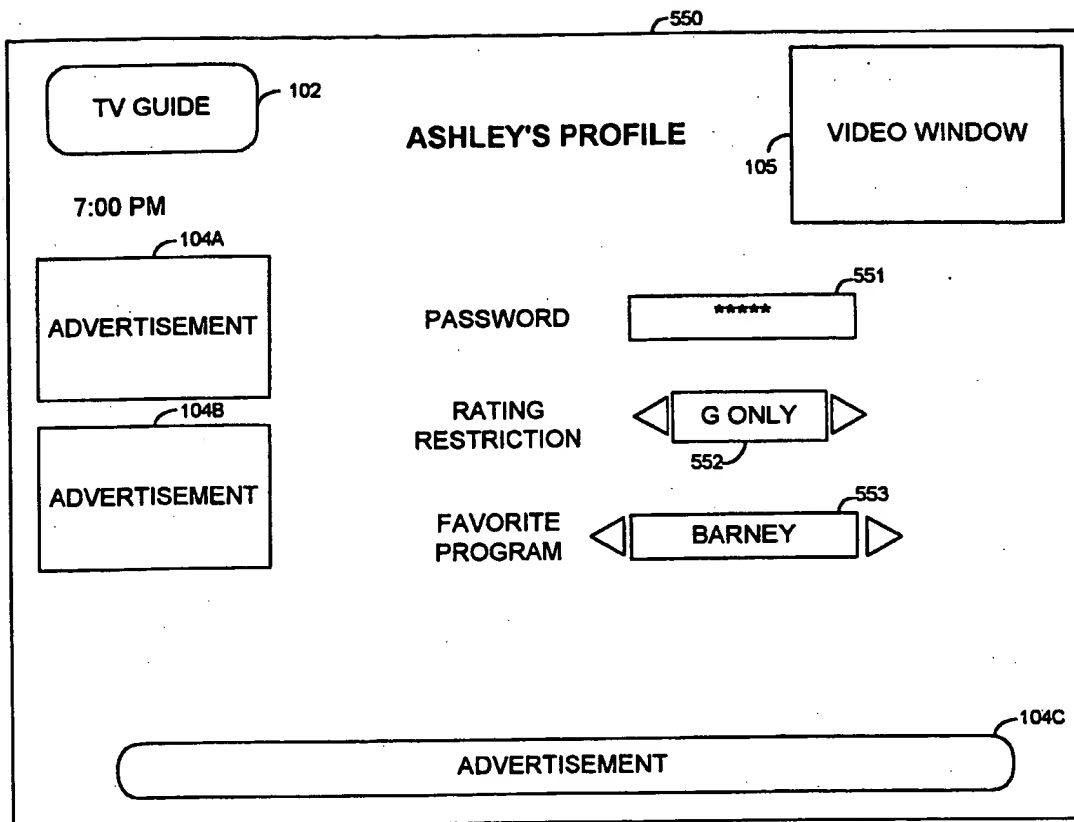 550
TV GUIDE
102
ASHLEY'S PROFILE
VIDEO WINDOW
105
7:00 PM
104A
ADVERTISEMENT
104B
ADVERTISEMENT
PASSWORD
*****
551
RATING
RESTRICTION
G ONLY
552
FAVORITE
PROGRAM
BARNEY
553
104C
ADVERTISEMENT